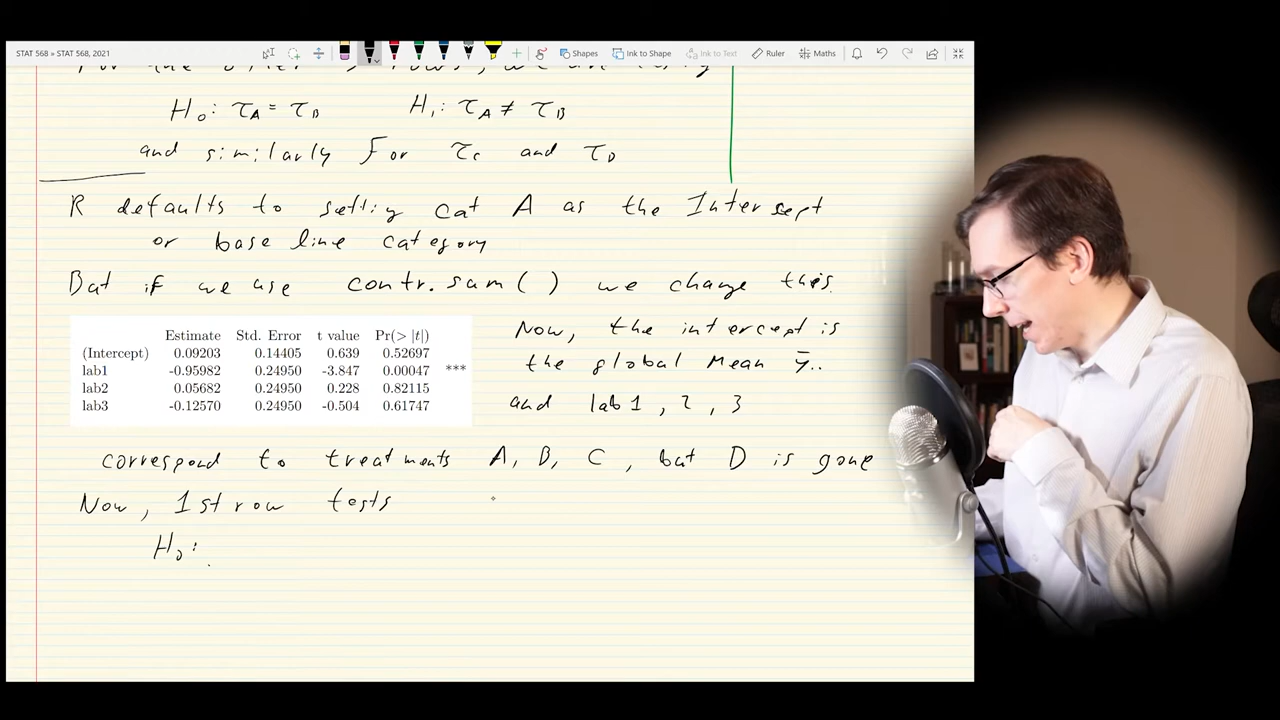 STAT 568 » STAT 568, 2021
Shapes
Ink to Shape
Ink to Text
Ruler
Maths
H₀: τA = τB H₁: τA ≠ τB
and similarly For τC and τD
R defaults to settig cat A as the Intercept
or base line category
But if we use contr.sum() we change this.
Estimate Std. Error t value Pr(> |t|)
(Intercept) 0.09203 0.14405 0.639 0.52697
lab1 -0.95982 0.24950 -3.847 0.00047 ***
lab2 0.05682 0.24950 0.228 0.82115
lab3 -0.12570 0.24950 -0.504 0.61747
Now, the intercept is
the global Mean ȳ..
and lab 1, 2, 3
correspond to treatments A, B, C, but D is gone
Now, 1st row tests
H₀: